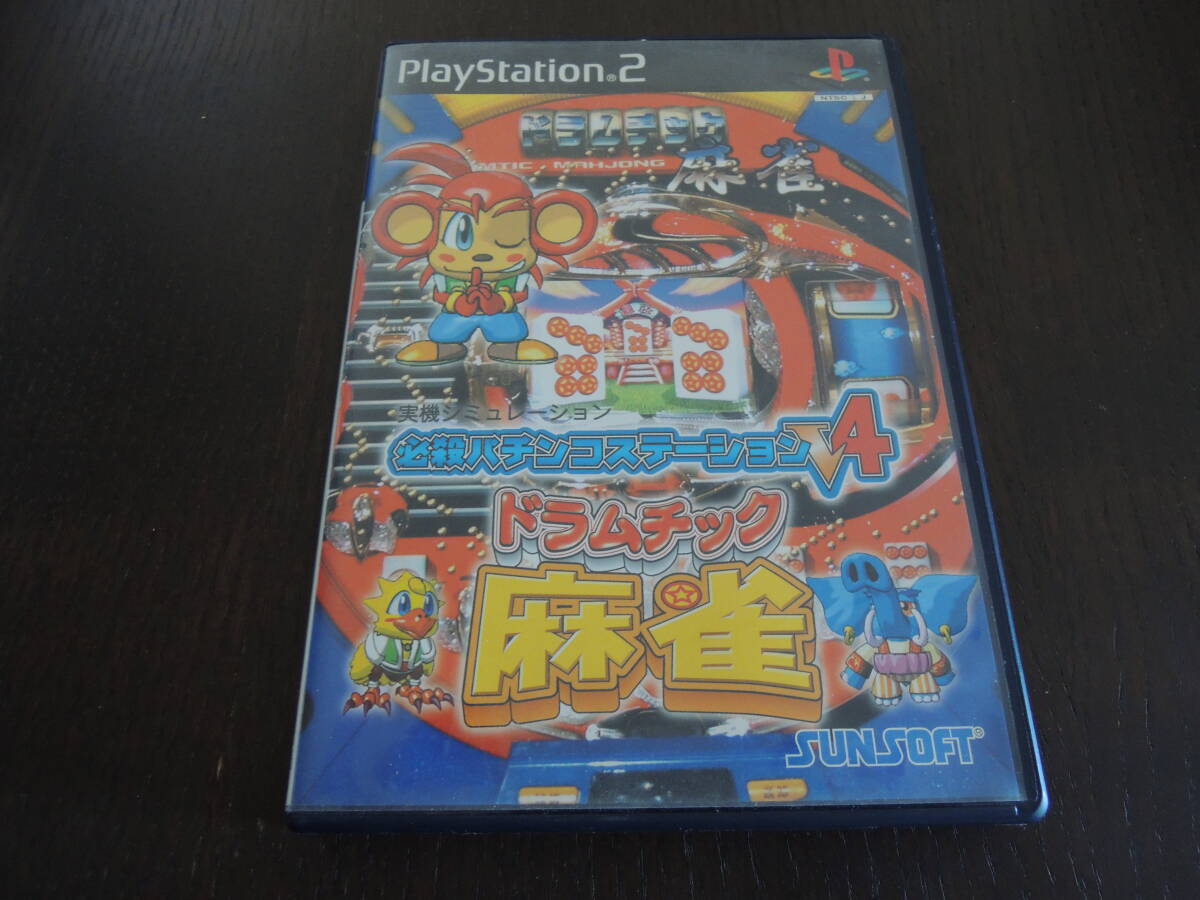 PlayStation.2
NTSC J
ドラムチック
MTIC MAHJONG
麻雀
実機シミュレーション
必殺パチンコステーションV4
ドラムチック
麻雀
SUNSOFT®